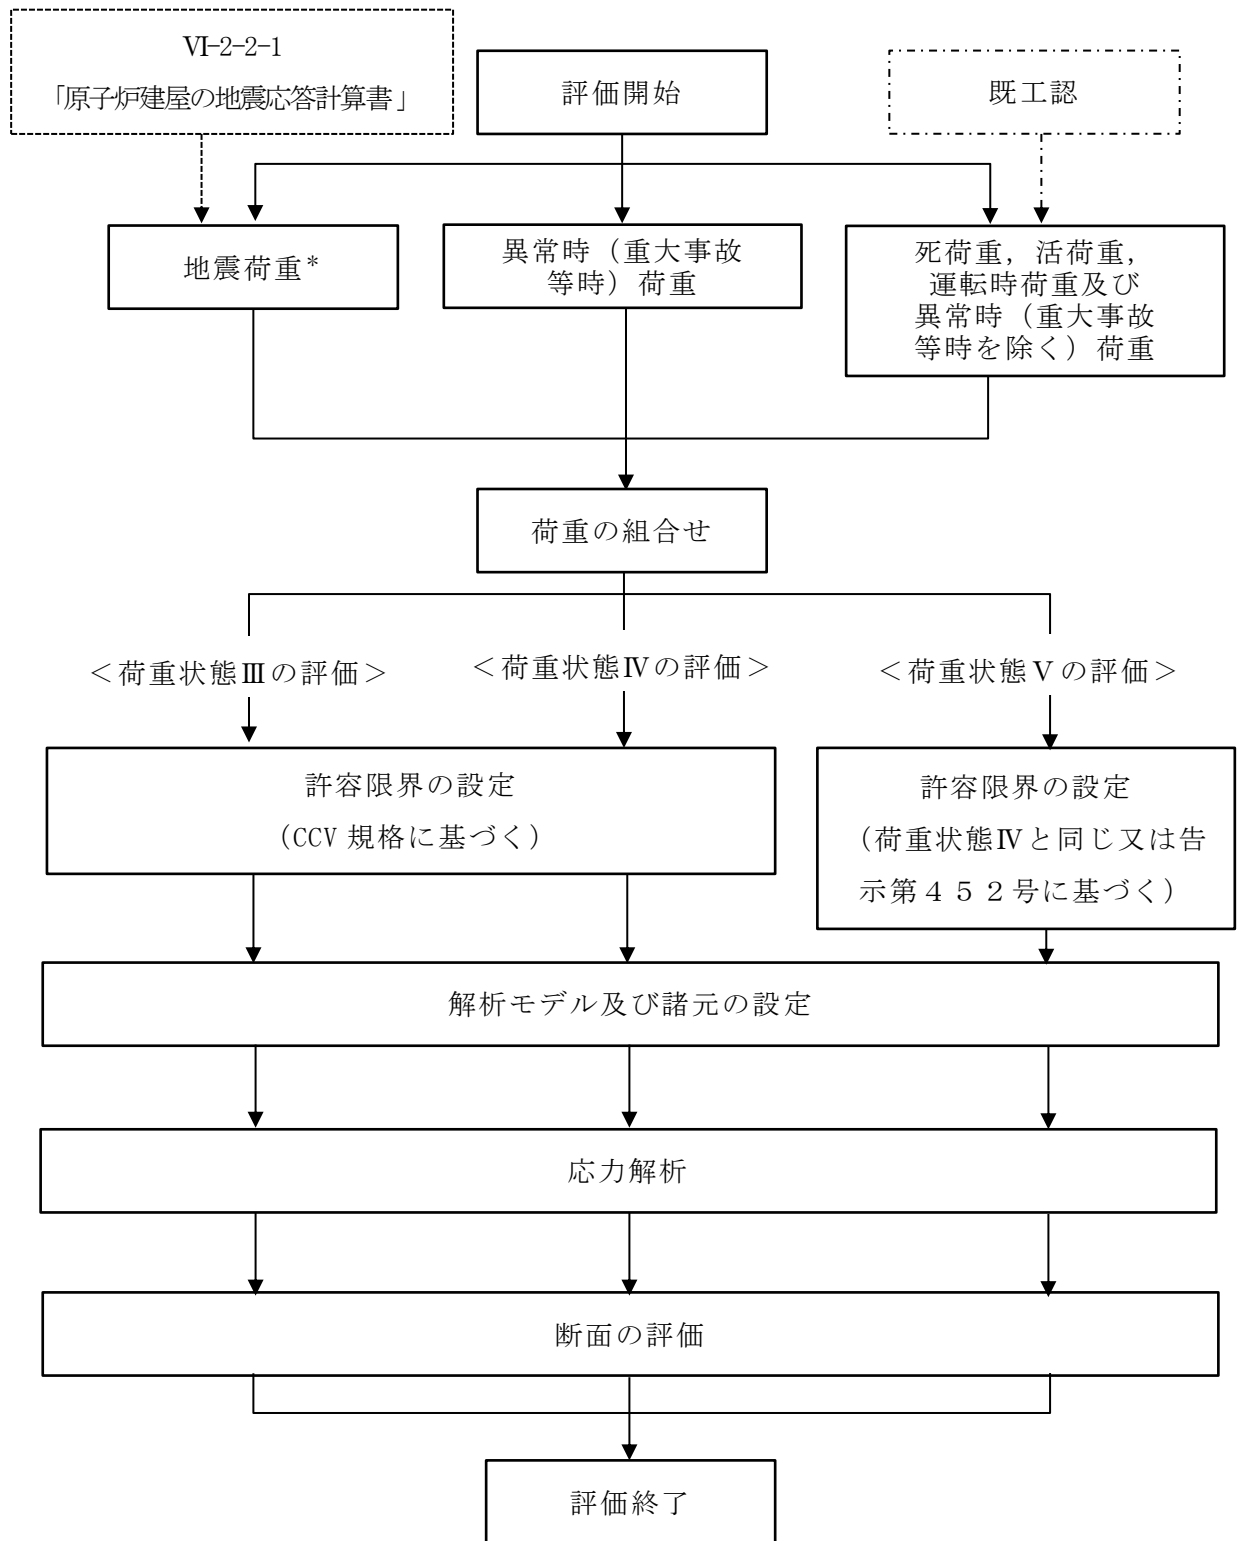 Ⅵ-2-2-1
「原子炉建屋の地震応答計算書」
評価開始
既工認
地震荷重*
異常時（重大事故
等時）荷重
死荷重，活荷重，
運転時荷重及び
異常時（重大事故
等時を除く）荷重
荷重の組合せ
＜荷重状態Ⅲの評価＞
＜荷重状態Ⅳの評価＞
＜荷重状態Ⅴの評価＞
許容限界の設定
（CCV 規格に基づく）
許容限界の設定
（荷重状態Ⅳと同じ又は告
示第４５２号に基づく）
解析モデル及び諸元の設定
応力解析
断面の評価
評価終了